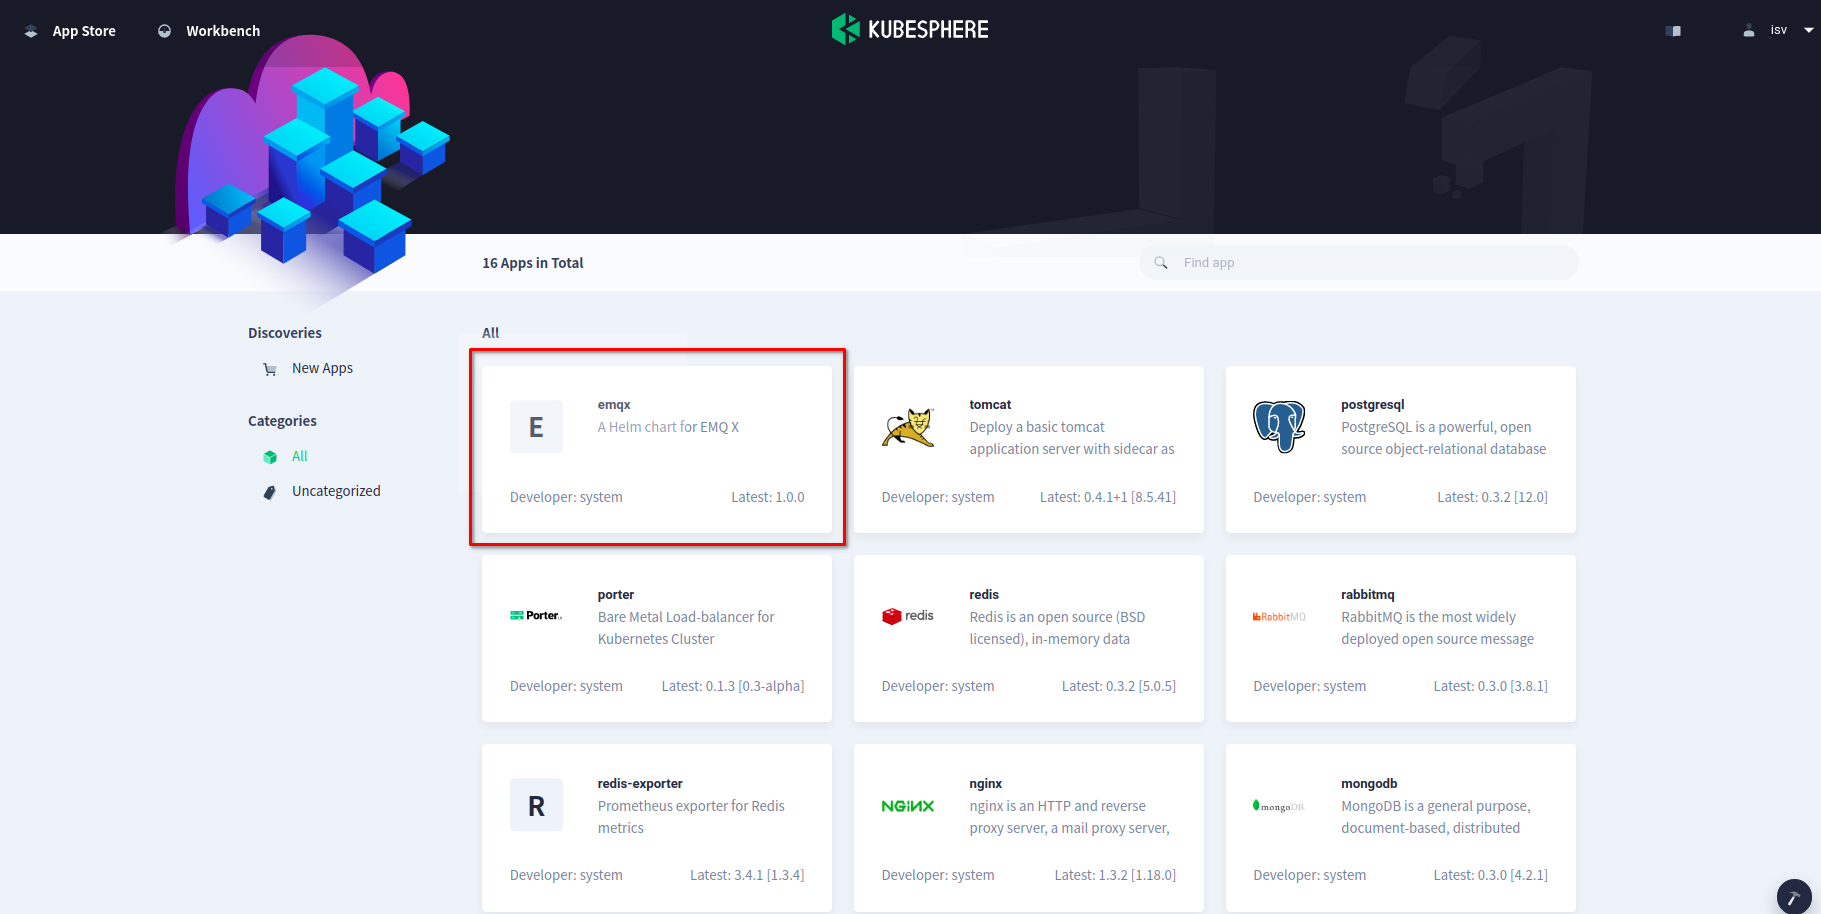 App Store
Workbench
KUBESPHERE
isv
16 Apps in Total
Find app
Discoveries
New Apps
Categories
All
Uncategorized
All
E
emqx
A Helm chart for EMQ X
Developer: system
Latest: 1.0.0
tomcat
Deploy a basic tomcat
application server with sidecar as
Developer: system
Latest: 0.4.1+1 [8.5.41]
postgresql
PostgreSQL is a powerful, open
source object-relational database
Developer: system
Latest: 0.3.2 [12.0]
Porter
porter
Bare Metal Load-balancer for
Kubernetes Cluster
Developer: system
Latest: 0.1.3 [0.3-alpha]
redis
redis
Redis is an open source (BSD
licensed), in-memory data
Developer: system
Latest: 0.3.2 [5.0.5]
RabbitMQ
rabbitmq
RabbitMQ is the most widely
deployed open source message
Developer: system
Latest: 0.3.0 [3.8.1]
R
redis-exporter
Prometheus exporter for Redis
metrics
Developer: system
Latest: 3.4.1 [1.3.4]
NGINX
nginx
nginx is an HTTP and reverse
proxy server, a mail proxy server,
Developer: system
Latest: 1.3.2 [1.18.0]
mongoDB
mongodb
MongoDB is a general purpose,
document-based, distributed
Developer: system
Latest: 0.3.0 [4.2.1]